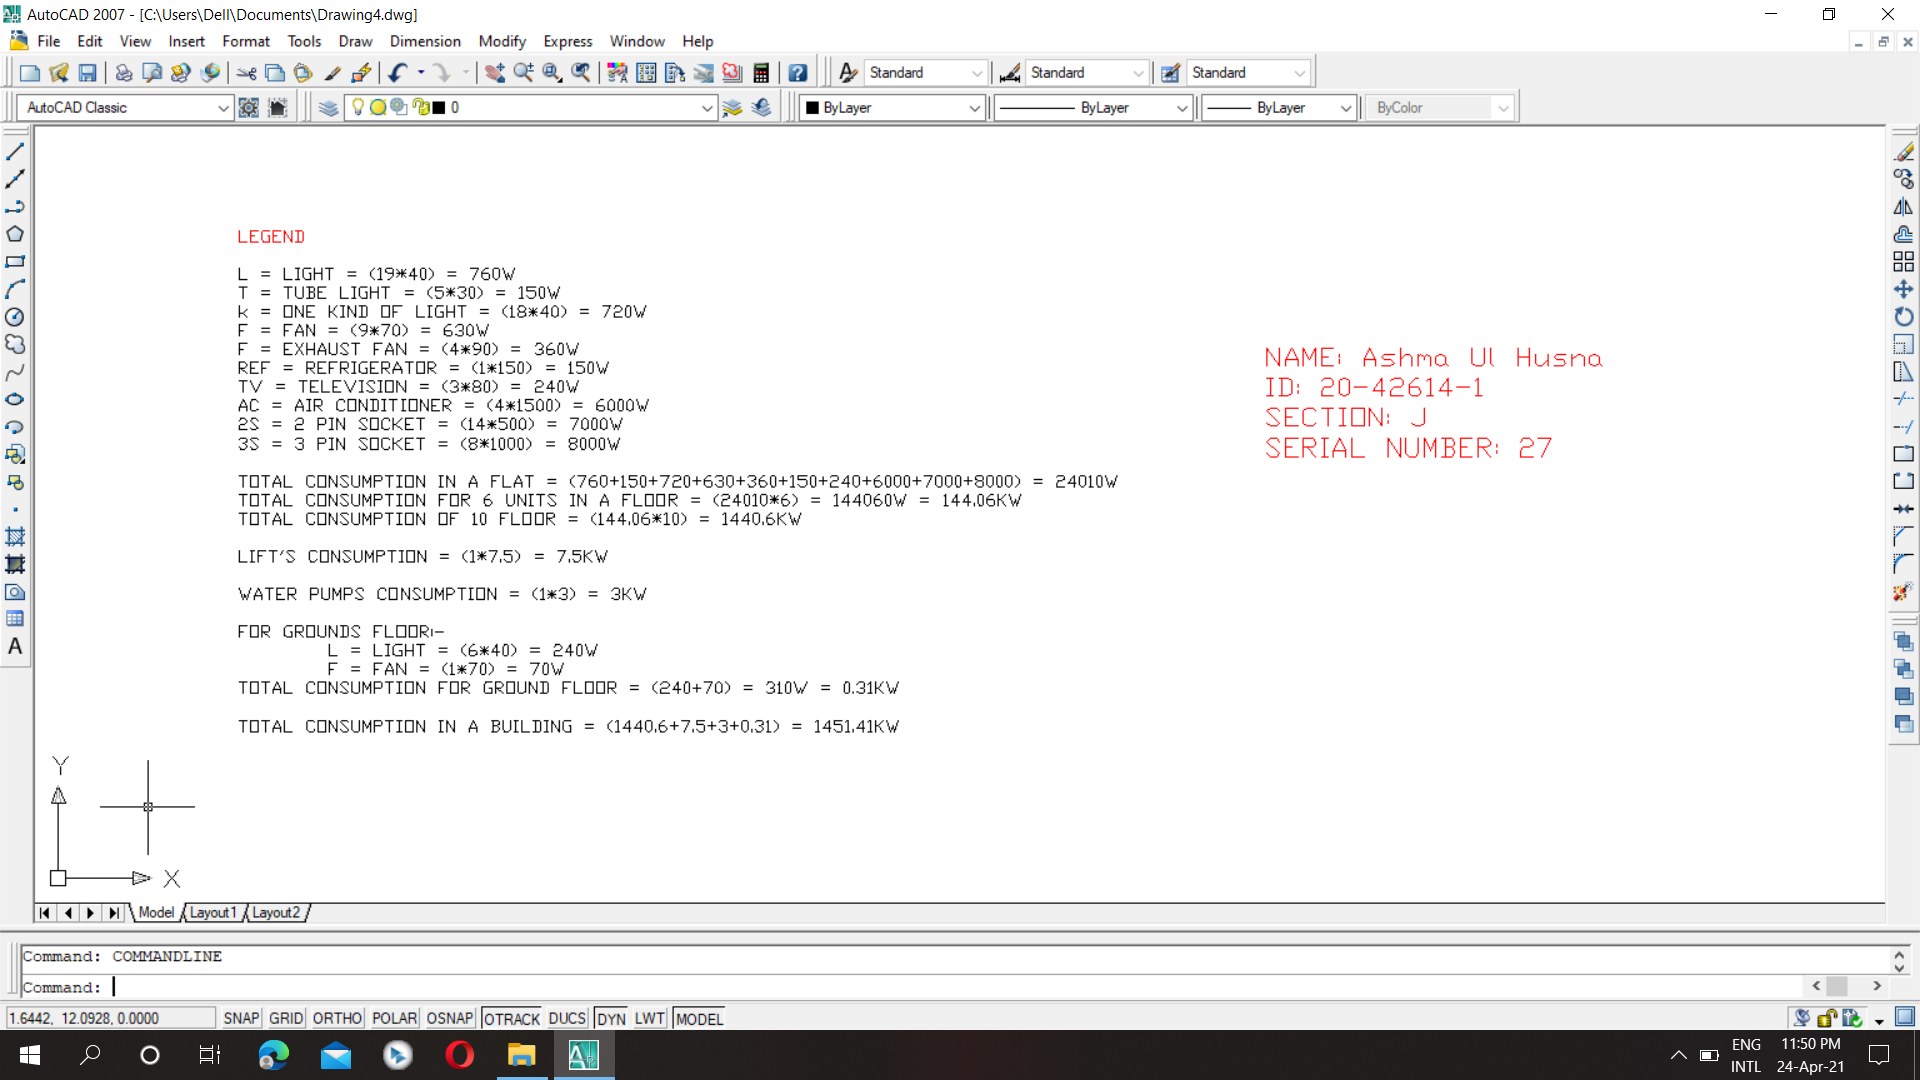 AutoCAD 2007 - [C:\Users\Dell\Documents\Drawing4.dwg]
File Edit View Insert Format Tools Draw Dimension Modify Express Window Help
Standard Standard Standard
AutoCAD Classic 0 ByLayer ByLayer ByLayer ByColor
LEGEND
L = LIGHT = (19*40) = 760W
T = TUBE LIGHT = (5*30) = 150W
k = ONE KIND OF LIGHT = (18*40) = 720W
F = FAN = (9*70) = 630W
F = EXHAUST FAN = (4*90) = 360W
REF = REFRIGERATOR = (1*150) = 150W
TV = TELEVISION = (3*80) = 240W
AC = AIR CONDITIONER = (4*1500) = 6000W
2S = 2 PIN SOCKET = (14*500) = 7000W
3S = 3 PIN SOCKET = (8*1000) = 8000W
TOTAL CONSUMPTION IN A FLAT = (760+150+720+630+360+150+240+6000+7000+8000) = 24010W
TOTAL CONSUMPTION FOR 6 UNITS IN A FLOOR = (24010*6) = 144060W = 144.06KW
TOTAL CONSUMPTION OF 10 FLOOR = (144.06*10) = 1440.6KW
LIFT'S CONSUMPTION = (1*7.5) = 7.5KW
WATER PUMPS CONSUMPTION = (1*3) = 3KW
FOR GROUNDS FLOOR:-
L = LIGHT = (6*40) = 240W
F = FAN = (1*70) = 70W
TOTAL CONSUMPTION FOR GROUND FLOOR = (240+70) = 310W = 0.31KW
TOTAL CONSUMPTION IN A BUILDING = (1440.6+7.5+3+0.31) = 1451.41KW
NAME: Ashma Ul Husna
ID: 20-42614-1
SECTION: J
SERIAL NUMBER: 27
Y
X
Model Layout1 Layout2
Command: COMMANDLINE
Command:
1.6442, 12.0928, 0.0000 SNAP GRID ORTHO POLAR OSNAP OTRACK DUCS DYN LWT MODEL
ENG 11:50 PM
INTL 24-Apr-21